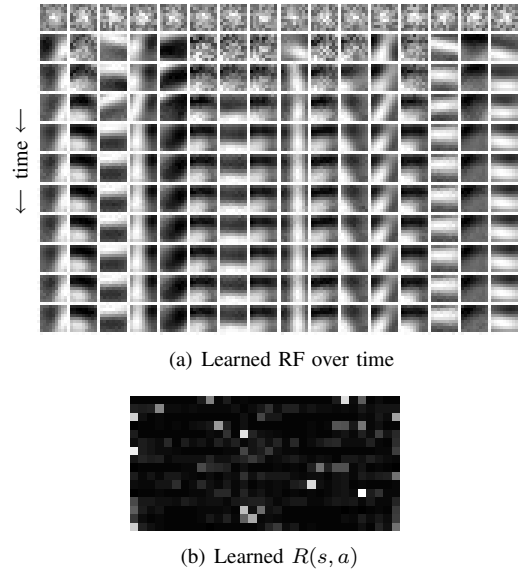 ← time ←
(a) Learned RF over time
(b) Learned R(s, a)